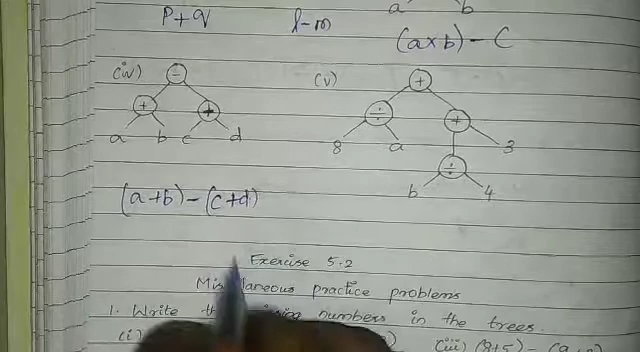 a b
p+q l-m
(a×b)-c
(iv) - (v) +
+ + ÷ +
a b c d 8 a ÷ 3
b 4
(a+b)-(c+d)
Exercise 5.2
Miscellaneous practice problems
1. Write the numbers in the trees
(i) (iii) (9+5)-